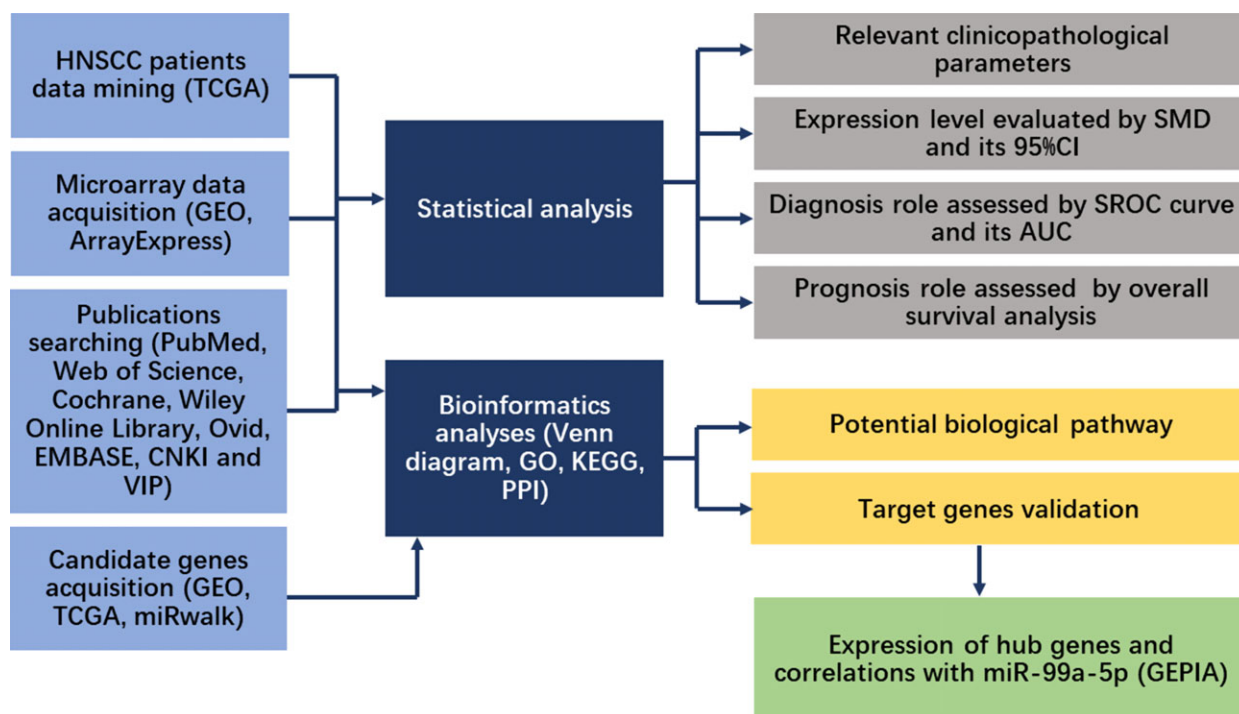 HNSCC patients
data mining (TCGA)
Microarray data
acquisition (GEO,
ArrayExpress)
Publications
searching (PubMed,
Web of Science,
Cochrane, Wiley
Online Library, Ovid,
EMBASE, CNKI and
VIP)
Candidate genes
acquisition (GEO,
TCGA, miRwalk)
Statistical analysis
Bioinformatics
analyses (Venn
diagram, GO, KEGG,
PPI)
Relevant clinicopathological
parameters
Expression level evaluated by SMD
and its 95%CI
Diagnosis role assessed by SROC curve
and its AUC
Prognosis role assessed by overall
survival analysis
Potential biological pathway
Target genes validation
Expression of hub genes and
correlations with miR-99a-5p (GEPIA)